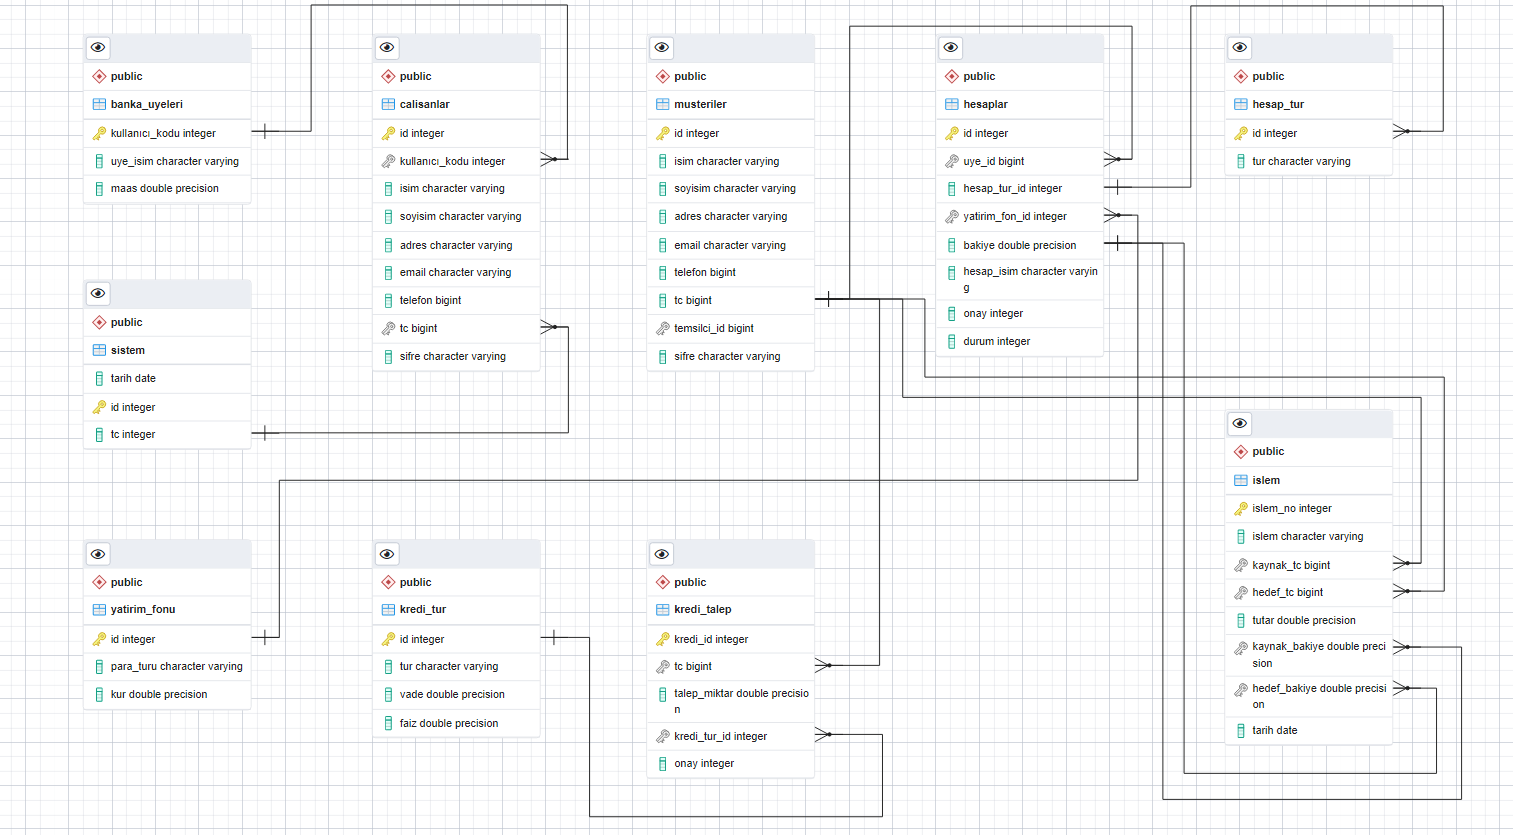 public
banka_uyeleri
kullanıcı_kodu integer
uye_isim character varying
maas double precision
public
calisanlar
id integer
kullanıcı_kodu integer
isim character varying
soyisim character varying
adres character varying
email character varying
telefon bigint
tc bigint
sifre character varying
public
musteriler
id integer
isim character varying
soyisim character varying
adres character varying
email character varying
telefon bigint
tc bigint
temsilci_id bigint
sifre character varying
public
hesaplar
id integer
uye_id bigint
hesap_tur_id integer
yatirim_fon_id integer
bakiye double precision
hesap_isim character varyin
g
onay integer
durum integer
public
hesap_tur
id integer
tur character varying
public
sistem
tarih date
id integer
tc integer
public
islem
islem_no integer
islem character varying
kaynak_tc bigint
hedef_tc bigint
tutar double precision
kaynak_bakiye double preci
sion
hedef_bakiye double precisi
on
tarih date
public
yatirim_fonu
id integer
para_turu character varying
kur double precision
public
kredi_tur
id integer
tur character varying
vade double precision
faiz double precision
public
kredi_talep
kredi_id integer
tc bigint
talep_miktar double precisio
n
kredi_tur_id integer
onay integer